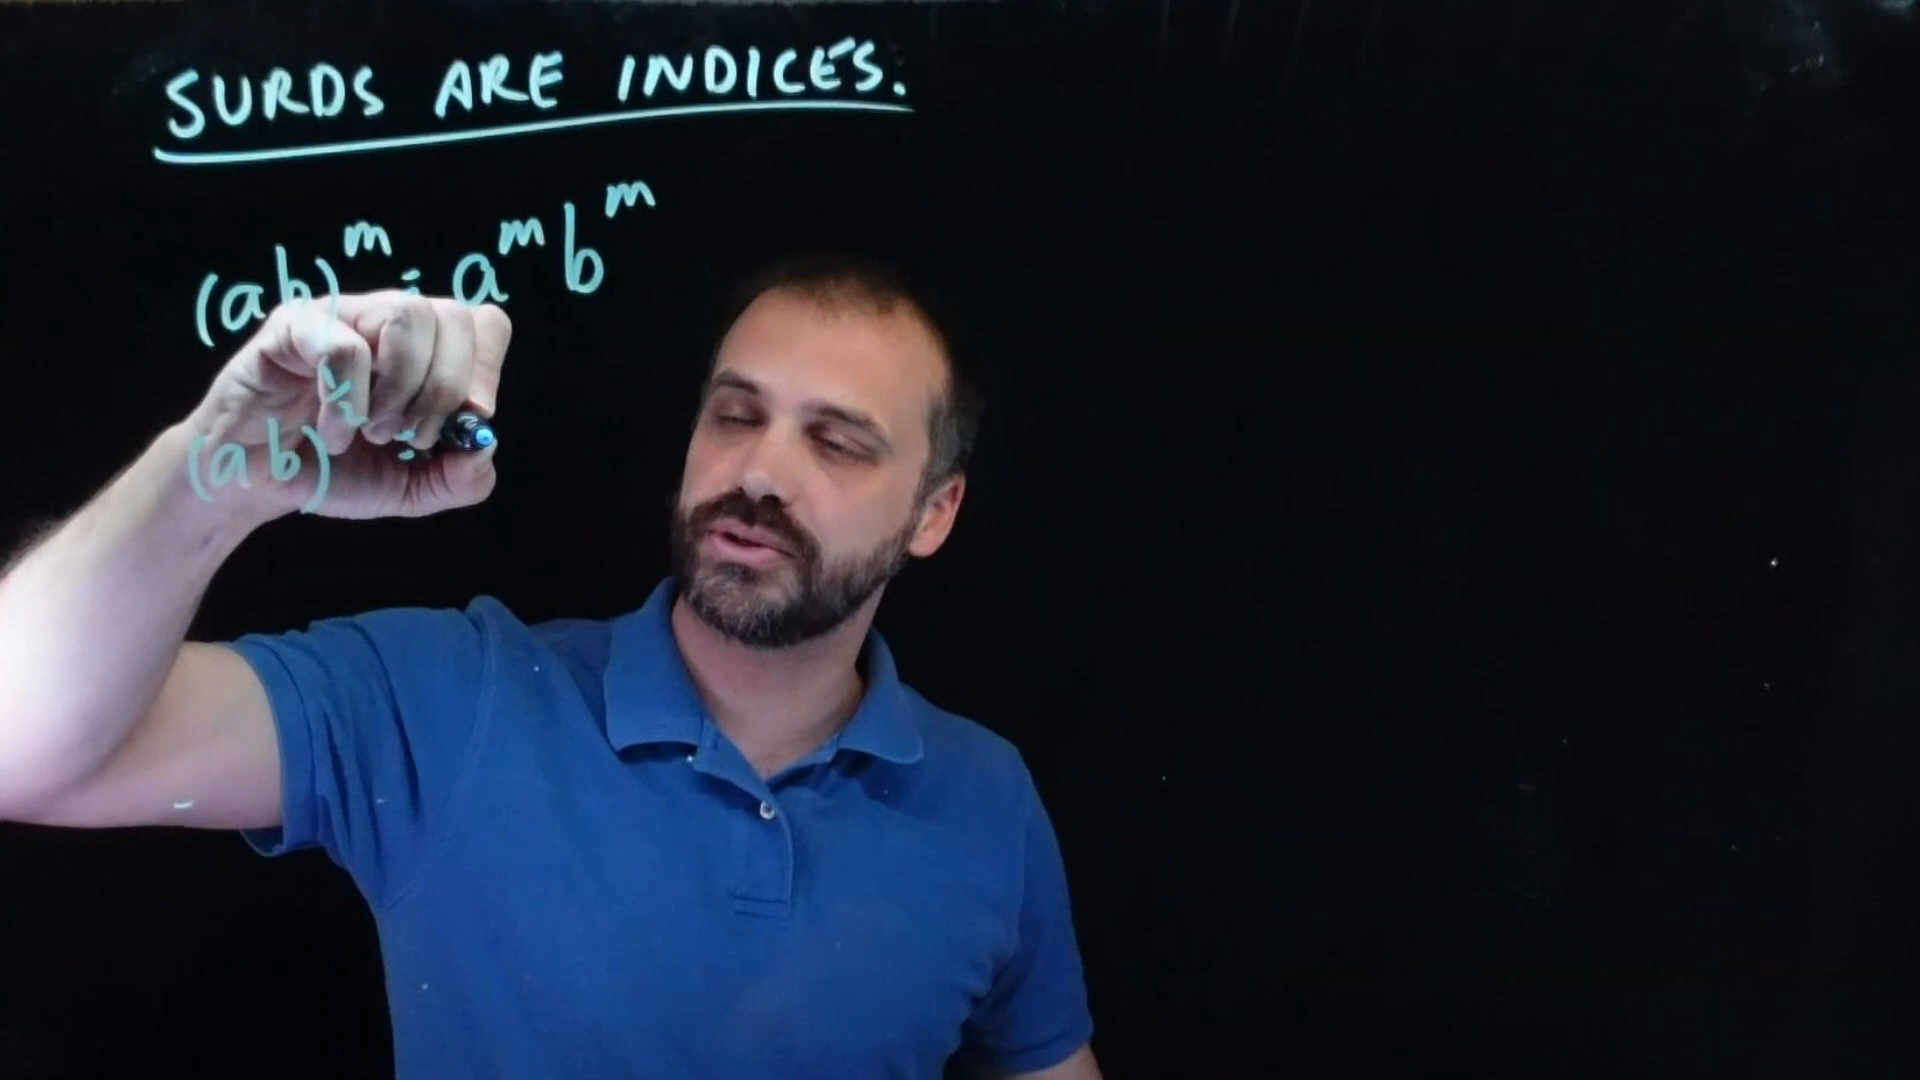 SURDS ARE INDICES.
(ab)^m = a^m b^m
(ab)^½ =